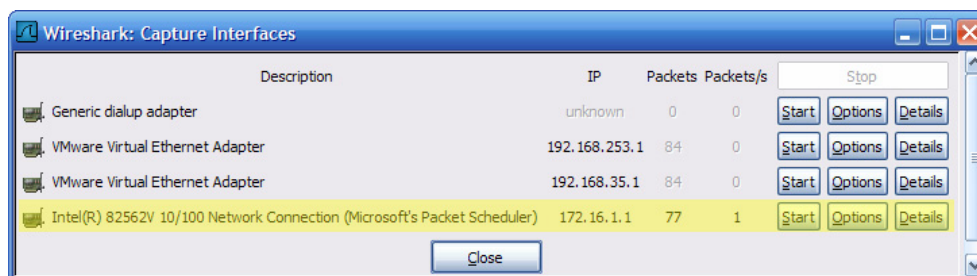 Wireshark: Capture Interfaces
Description IP Packets Packets/s Stop
Generic dialup adapter unknown 0 0 Start Options Details
VMware Virtual Ethernet Adapter 192.168.253.1 84 0 Start Options Details
VMware Virtual Ethernet Adapter 192.168.35.1 84 0 Start Options Details
Intel(R) 82562V 10/100 Network Connection (Microsoft's Packet Scheduler) 172.16.1.1 77 1 Start Options Details
Close